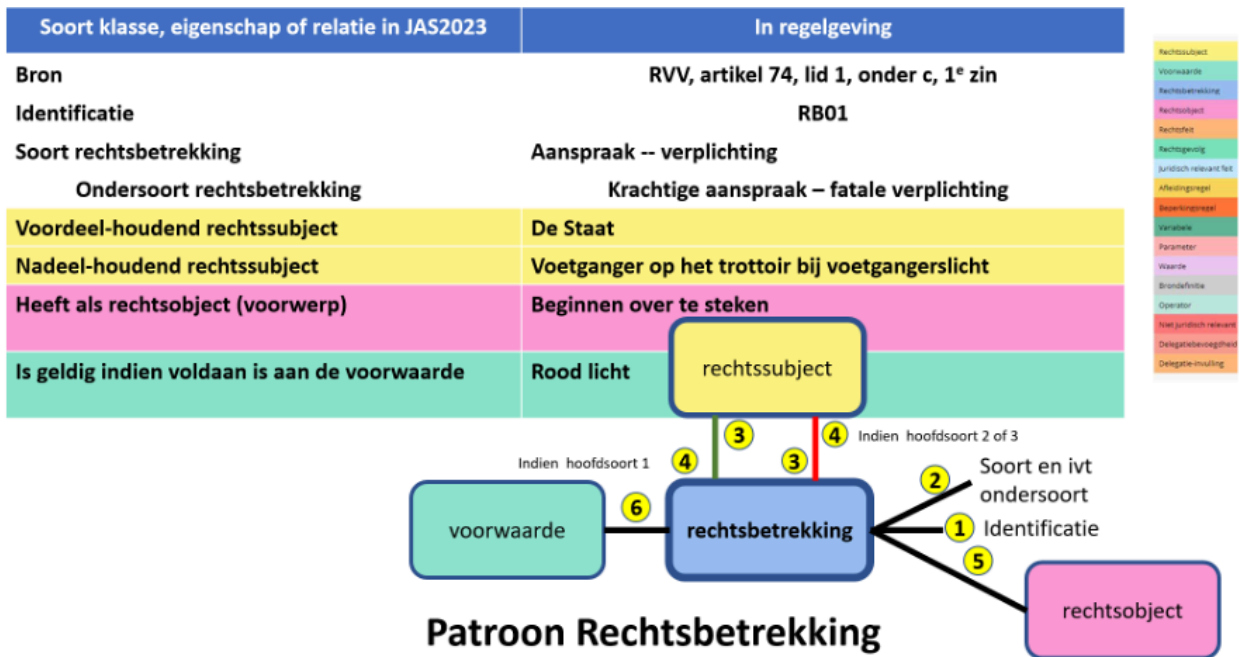 Soort klasse, eigenschap of relatie in JAS2023
In regelgeving
Bron
RVV, artikel 74, lid 1, onder c, 1e zin
Identificatie
RB01
Soort rechtsbetrekking
Aanspraak -- verplichting
Ondersoort rechtsbetrekking
Krachtige aanspraak – fatale verplichting
Voordeel-houdend rechtssubject
De Staat
Nadeel-houdend rechtssubject
Voetganger op het trottoir bij voetgangerslicht
Heeft als rechtsobject (voorwerp)
Beginnen over te steken
Is geldig indien voldaan is aan de voorwaarde
Rood licht
Rechtssubject
Voorwaarde
Rechtsbetrekking
Rechtsobject
Rechtsfeit
Rechtsgevolg
Juridisch relevant feit
Afleidingsregel
Beperkingsregel
Variabele
Parameter
Waarde
Brondefinitie
Operator
Niet juridisch relevant
Delegatiebevoegdheid
Delegatie-invulling
rechtssubject
3
4
Indien hoofdsoort 2 of 3
Indien hoofdsoort 1
4
3
2
Soort en ivt
ondersoort
voorwaarde
6
rechtsbetrekking
1
Identificatie
5
rechtsobject
Patroon Rechtsbetrekking